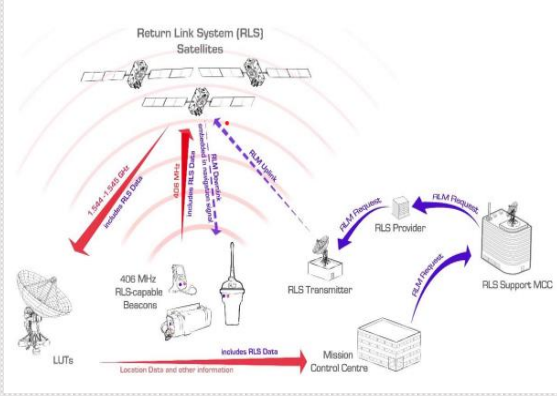 Return Link System (RLS)
Satellites
1.544 -1.545 GHz
includes RLS Data
406 MHz
includes RLS Data
RLM Downlink
embedded in navigation signal
RLM Uplink
406 MHz
RLS-capable
Beacons
RLS Transmitter
RLM Request
RLS Provider
RLM Request
RLS Support MCC
RLM Request
LUTs
includes RLS Data
Location Data and other information
Mission
Control Centre